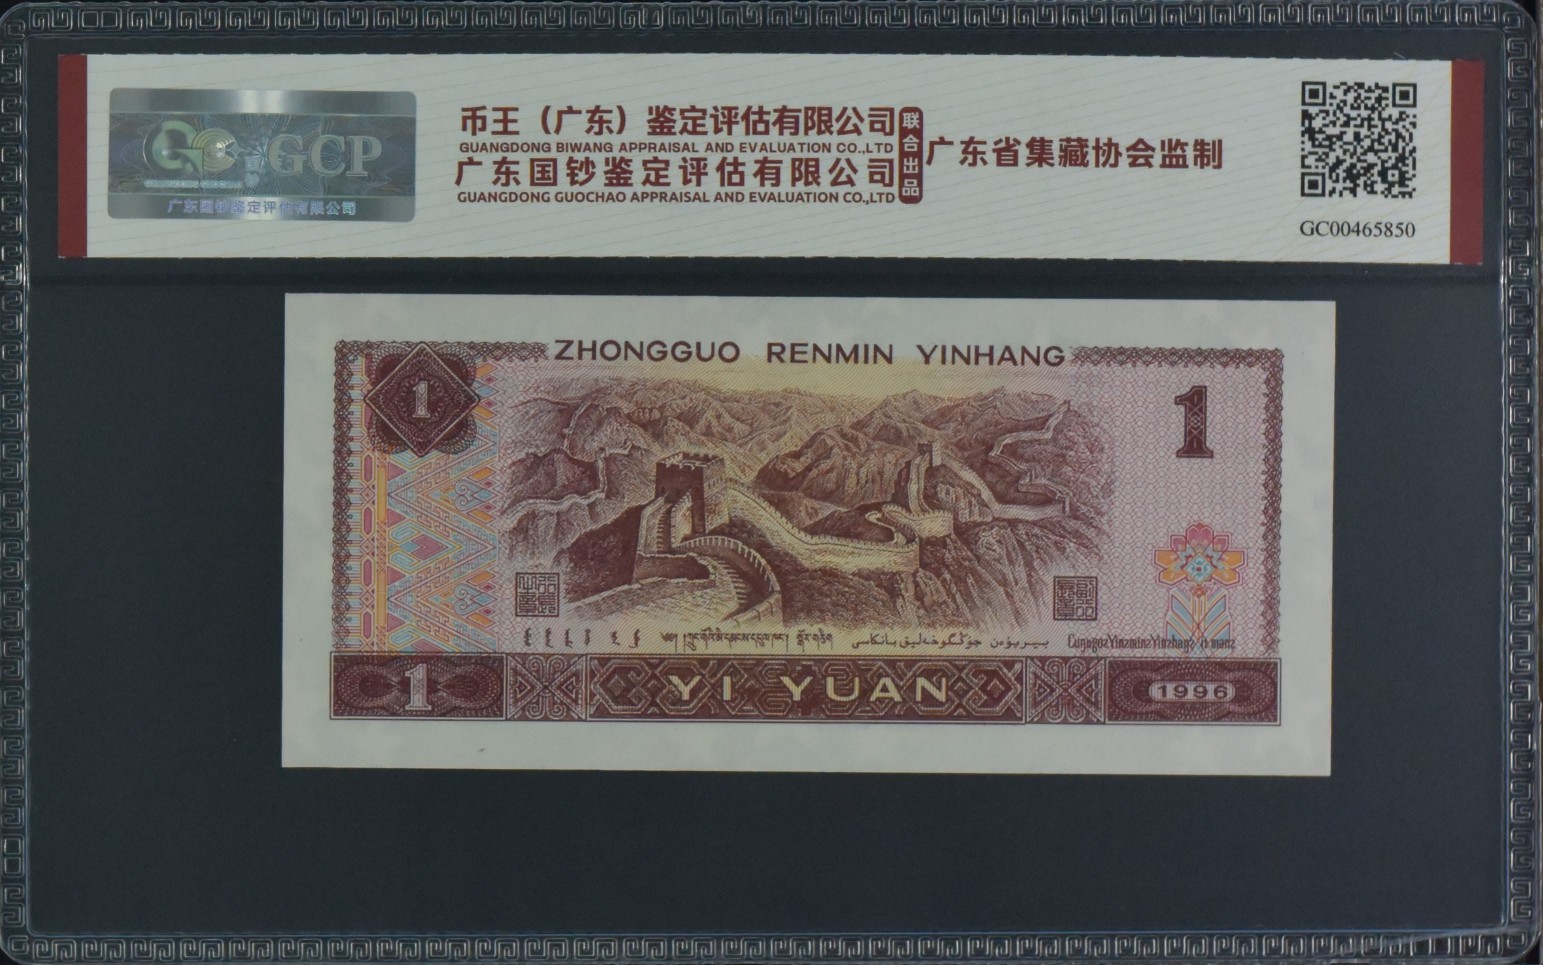 GCP
广东国钞鉴定评估有限公司
币王（广东）鉴定评估有限公司
GUANGDONG BIWANG APPRAISAL AND EVALUATION CO.,LTD
广东国钞鉴定评估有限公司
GUANGDONG GUOCHAO APPRAISAL AND EVALUATION CO.,LTD
联合出品
广东省集藏协会监制
GC00465850
ZHONGGUO RENMIN YINHANG
1
1
Cunƣgoz Yinzminz Yinzhangz
1
YI YUAN
1996